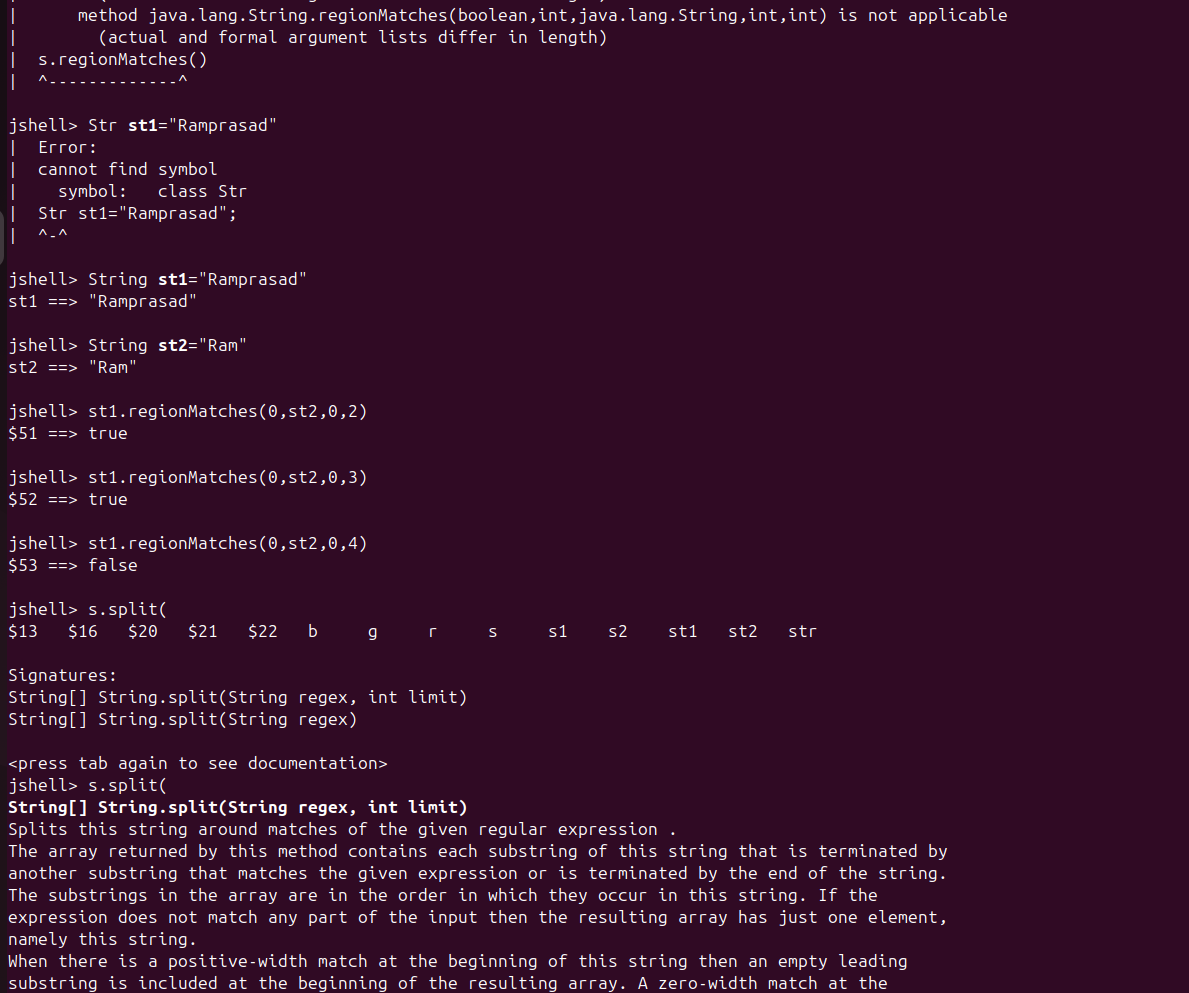 |      method java.lang.String.regionMatches(boolean,int,java.lang.String,int,int) is not applicable
|        (actual and formal argument lists differ in length)
|  s.regionMatches()
|  ^-------------^

jshell> Str st1="Ramprasad"
|  Error:
|  cannot find symbol
|    symbol:   class Str
|  Str st1="Ramprasad";
|  ^-^

jshell> String st1="Ramprasad"
st1 ==> "Ramprasad"

jshell> String st2="Ram"
st2 ==> "Ram"

jshell> st1.regionMatches(0,st2,0,2)
$51 ==> true

jshell> st1.regionMatches(0,st2,0,3)
$52 ==> true

jshell> st1.regionMatches(0,st2,0,4)
$53 ==> false

jshell> s.split(
$13   $16   $20   $21   $22   b     g     r     s     s1    s2    st1   st2   str

Signatures:
String[] String.split(String regex, int limit)
String[] String.split(String regex)

<press tab again to see documentation>
jshell> s.split(
String[] String.split(String regex, int limit)
Splits this string around matches of the given regular expression .
The array returned by this method contains each substring of this string that is terminated by
another substring that matches the given expression or is terminated by the end of the string.
The substrings in the array are in the order in which they occur in this string. If the
expression does not match any part of the input then the resulting array has just one element,
namely this string.
When there is a positive-width match at the beginning of this string then an empty leading
substring is included at the beginning of the resulting array. A zero-width match at the